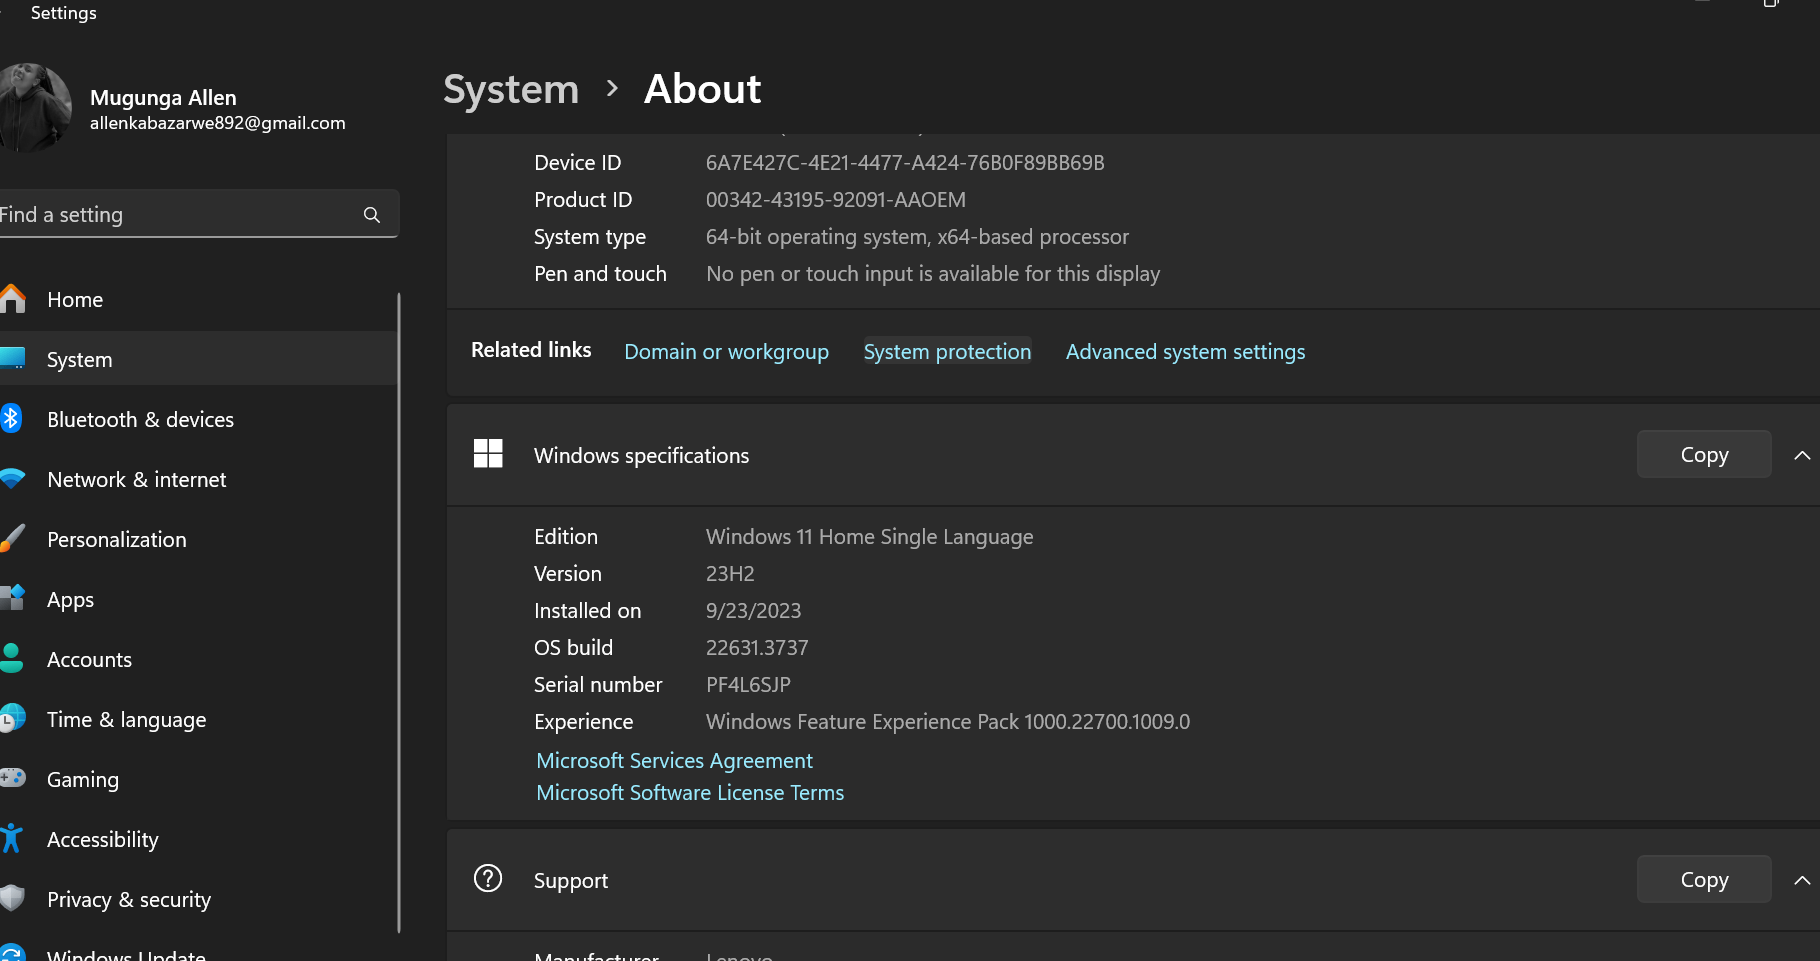 Settings
Mugunga Allen
allenkabazarwe892@gmail.com
Find a setting
Home
System
Bluetooth & devices
Network & internet
Personalization
Apps
Accounts
Time & language
Gaming
Accessibility
Privacy & security
Windows Update
System > About
Device ID 6A7E427C-4E21-4477-A424-76B0F89BB69B
Product ID 00342-43195-92091-AAOEM
System type 64-bit operating system, x64-based processor
Pen and touch No pen or touch input is available for this display
Related links Domain or workgroup System protection Advanced system settings
Windows specifications Copy
Edition Windows 11 Home Single Language
Version 23H2
Installed on 9/23/2023
OS build 22631.3737
Serial number PF4L6SJP
Experience Windows Feature Experience Pack 1000.22700.1009.0
Microsoft Services Agreement
Microsoft Software License Terms
Support Copy
Manufacturer Lenovo